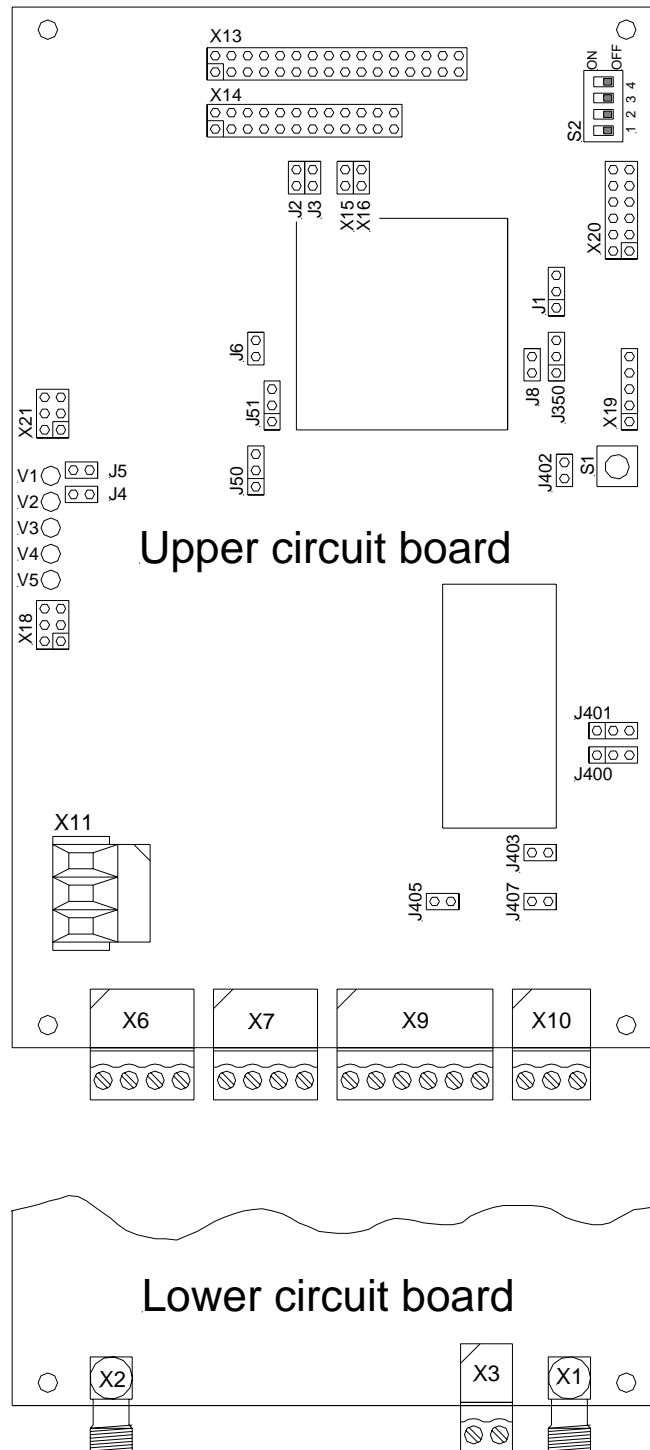 X13
X14
ON
OFF
S2
1 2 3 4
J2
J3
X15
X16
X20
J1
J6
J8
J350
X19
J51
X21
V1
J5
J50
J402
S1
V2
J4
V3
Upper circuit board
V4
V5
X18
J401
J400
X11
J403
J405
J407
X6
X7
X9
X10
Lower circuit board
X2
X3
X1